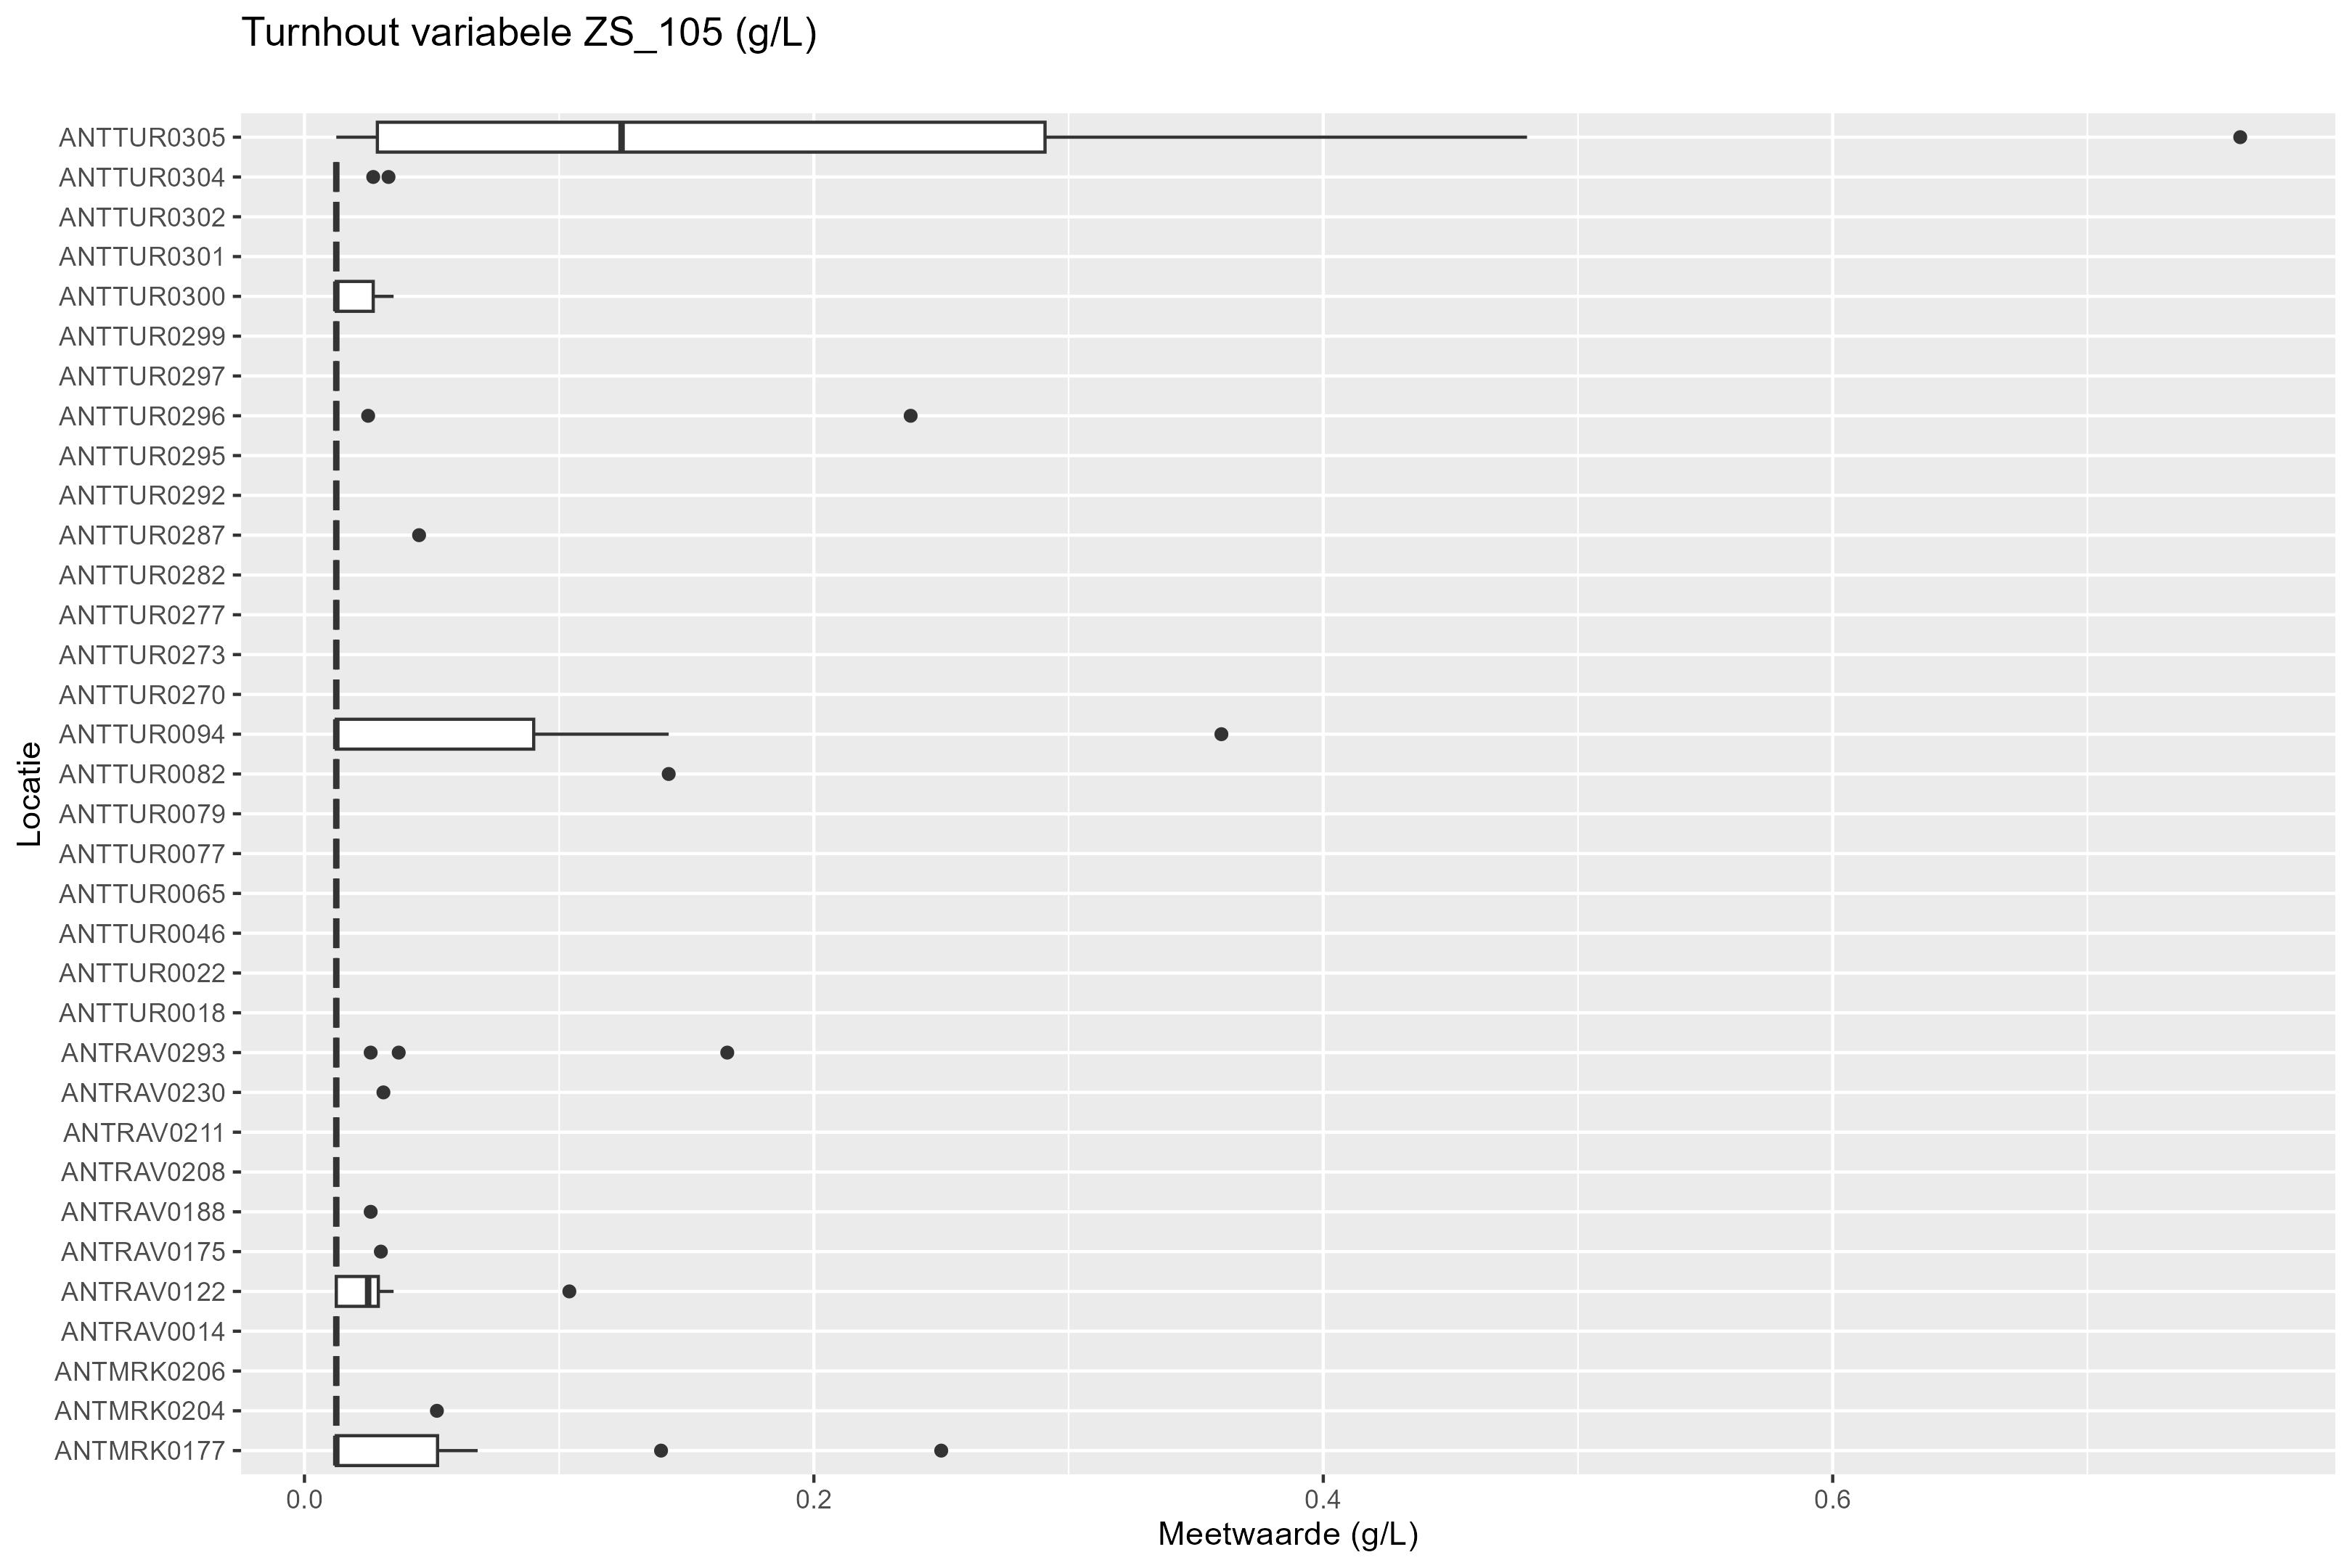 Turnhout variabele ZS_105 (g/L)
ANTTUR0305
ANTTUR0304
ANTTUR0302
ANTTUR0301
ANTTUR0300
ANTTUR0299
ANTTUR0297
ANTTUR0296
ANTTUR0295
ANTTUR0292
ANTTUR0287
ANTTUR0282
ANTTUR0277
ANTTUR0273
ANTTUR0270
ANTTUR0094
ANTTUR0082
ANTTUR0079
ANTTUR0077
ANTTUR0065
ANTTUR0046
ANTTUR0022
ANTTUR0018
ANTRAV0293
ANTRAV0230
ANTRAV0211
ANTRAV0208
ANTRAV0188
ANTRAV0175
ANTRAV0122
ANTRAV0014
ANTMRK0206
ANTMRK0204
ANTMRK0177
Locatie
0.0 0.2 0.4 0.6
Meetwaarde (g/L)